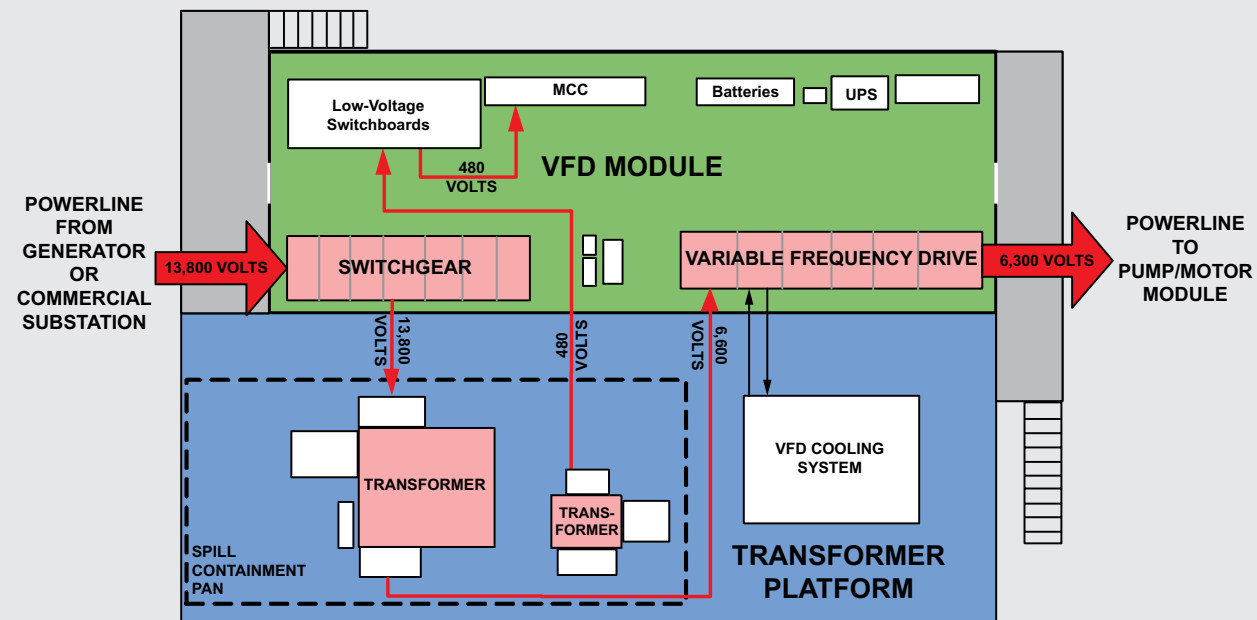 Low-Voltage
Switchboards
MCC
Batteries
UPS
480
VOLTS
VFD MODULE
POWERLINE
FROM
GENERATOR
OR
COMMERCIAL
SUBSTATION
13,800 VOLTS
SWITCHGEAR
VARIABLE FREQUENCY DRIVE
6,300 VOLTS
POWERLINE
TO
PUMP/MOTOR
MODULE
13,800
VOLTS
480
VOLTS
6,600
VOLTS
TRANSFORMER
TRANS-
FORMER
VFD COOLING
SYSTEM
SPILL
CONTAINMENT
PAN
TRANSFORMER
PLATFORM